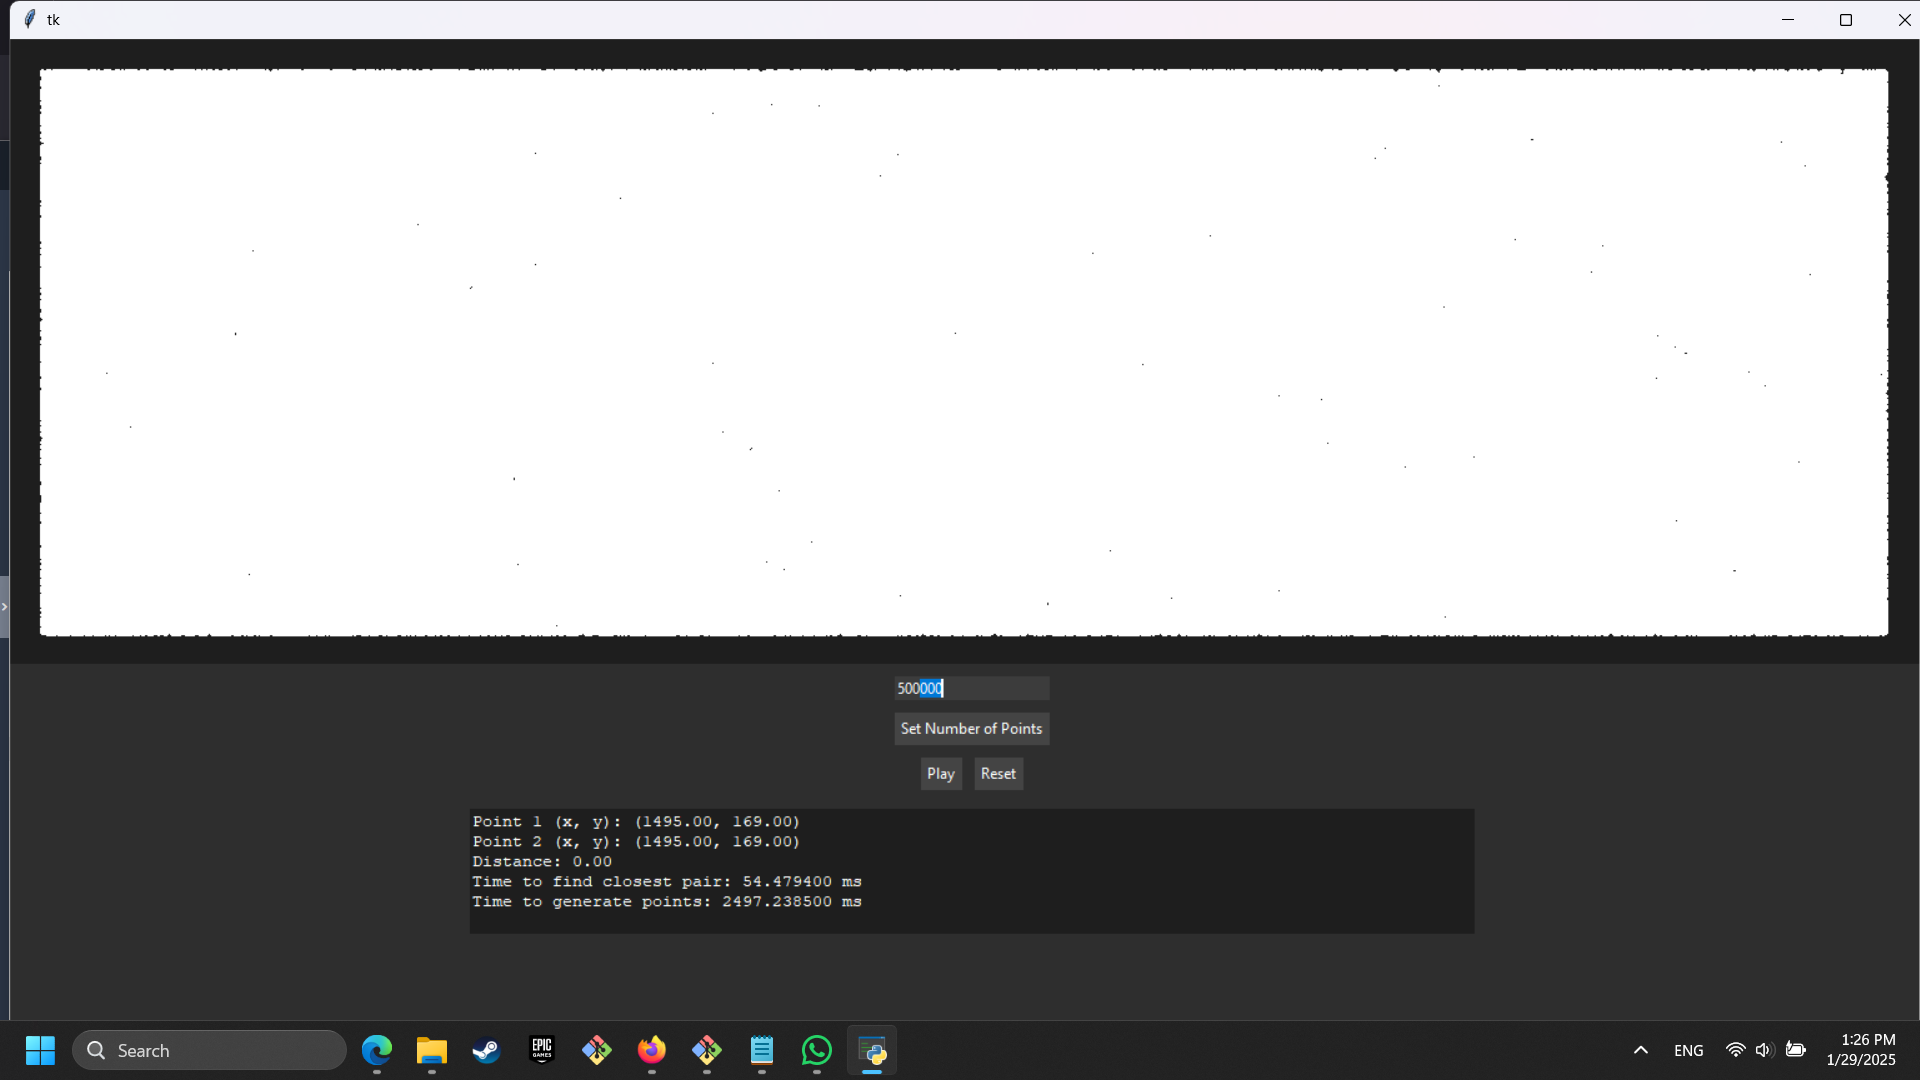 tk
500000
Set Number of Points
Play Reset
Point 1 (x, y): (1495.00, 169.00)
Point 2 (x, y): (1495.00, 169.00)
Distance: 0.00
Time to find closest pair: 54.479400 ms
Time to generate points: 2497.238500 ms
Search
EPIC
GAMES
ENG
1:26 PM
1/29/2025